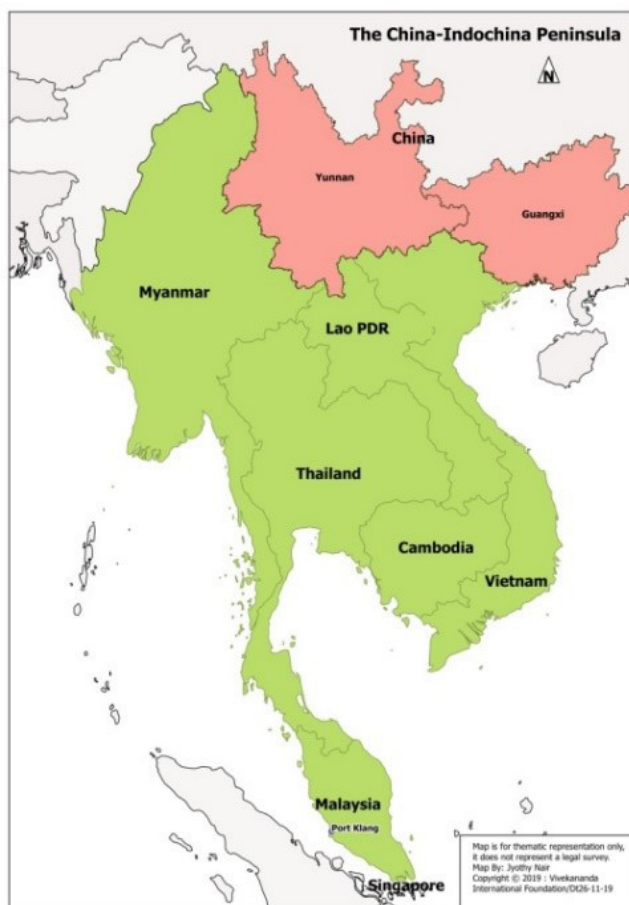 The China-Indochina Peninsula
N
China
Yunnan
Guangxi
Myanmar
Lao PDR
Thailand
Cambodia
Vietnam
Malaysia
Port Klang
Singapore
Map is for thematic representation only,
it does not represent a legal survey.
Map By: Jyothy Nair
Copyright © 2019 : Vivekananda
International Foundation/Dt26-11-19